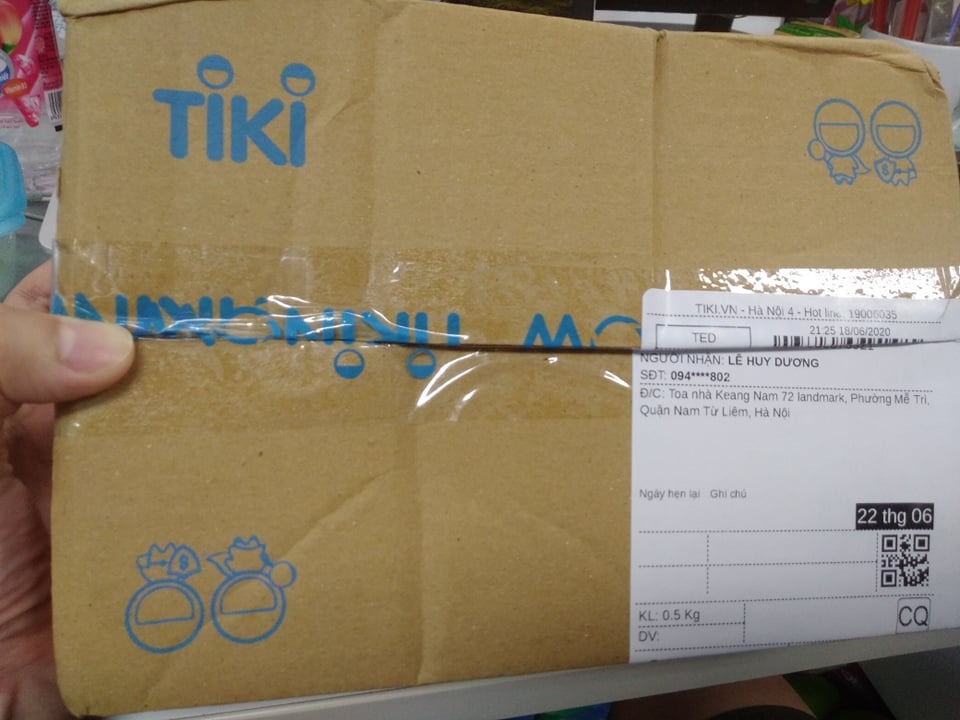 TIKI
TIKI.VN - Hà Nội 4 - Hot line: 19006035
TED
21:25 18/06/2020
NGƯỜI NHẬN: LÊ HUY DƯƠNG
SĐT: 094****802
Đ/C: Toa nhà Keang Nam 72 landmark, Phường Mễ Trì,
Quận Nam Từ Liêm, Hà Nội
Ngày hẹn lại Ghi chú
22 thg 06
KL: 0.5 Kg
CQ
DV: